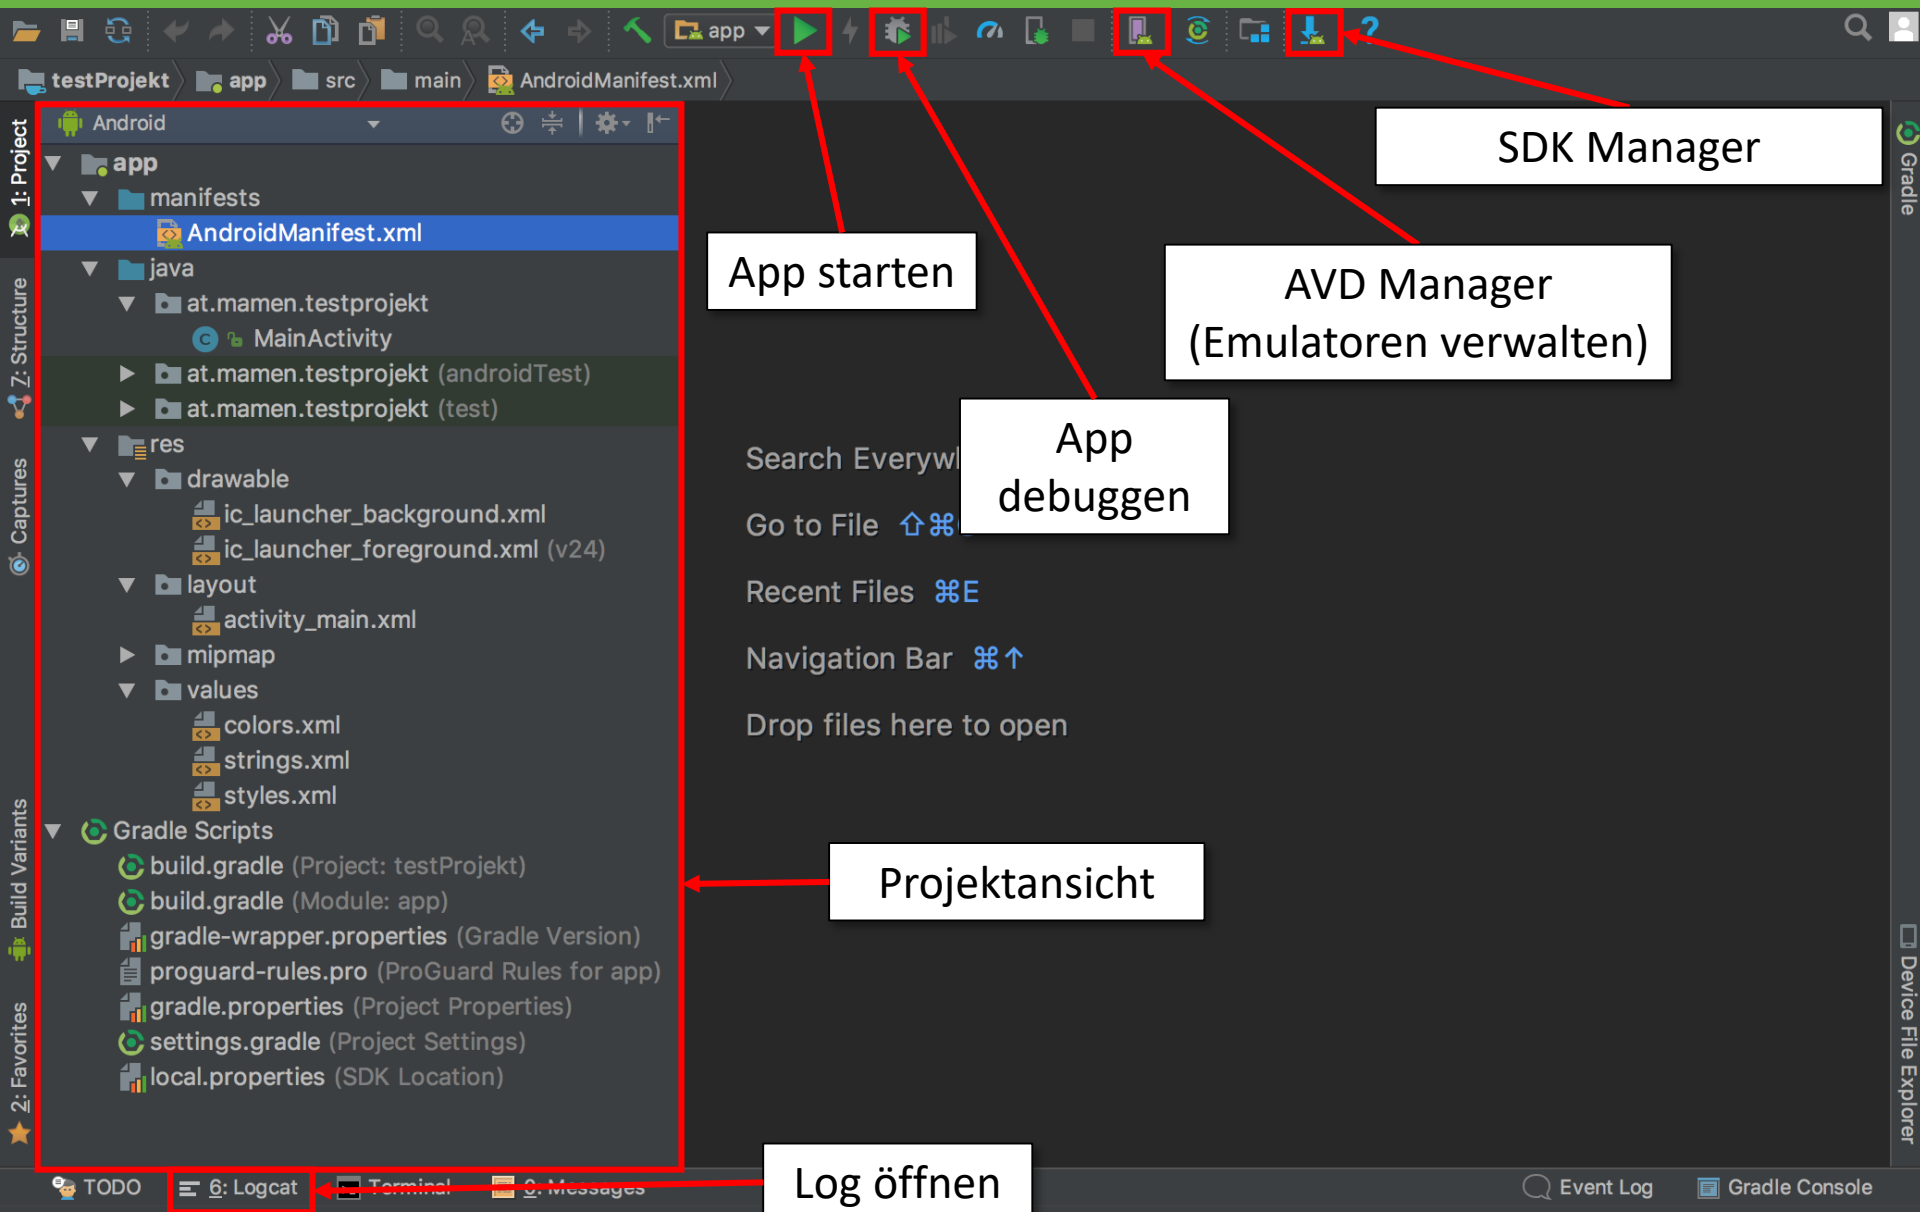 app
testProjekt
app
src
main
AndroidManifest.xml
Android
SDK Manager
1: Project
Gradle
app
manifests
AndroidManifest.xml
java
App starten
AVD Manager
(Emulatoren verwalten)
at.mamen.testprojekt
MainActivity
Z: Structure
at.mamen.testprojekt (androidTest)
at.mamen.testprojekt (test)
res
App
debuggen
Search Everywh
drawable
ic_launcher_background.xml
Go to File ⇧⌘
Captures
ic_launcher_foreground.xml (v24)
layout
Recent Files ⌘E
activity_main.xml
mipmap
Navigation Bar ⌘↑
values
colors.xml
Drop files here to open
strings.xml
styles.xml
Build Variants
Gradle Scripts
build.gradle (Project: testProjekt)
Projektansicht
build.gradle (Module: app)
gradle-wrapper.properties (Gradle Version)
proguard-rules.pro (ProGuard Rules for app)
gradle.properties (Project Properties)
Device File Explorer
2: Favorites
settings.gradle (Project Settings)
local.properties (SDK Location)
TODO
6: Logcat
Terminal
0: Messages
Log öffnen
Event Log
Gradle Console